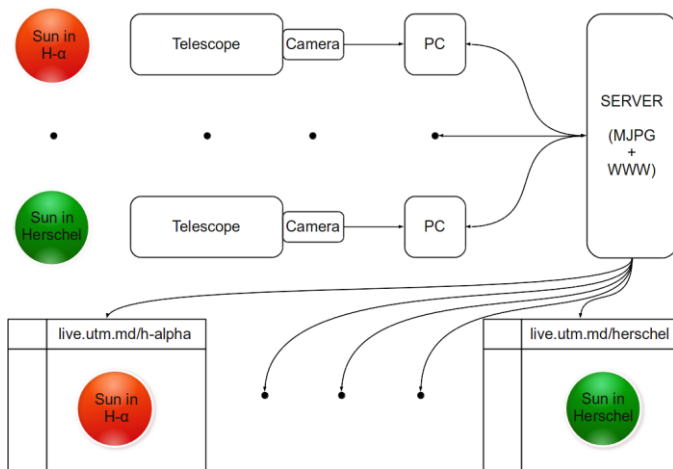 Sun in
H-α
Telescope
Camera
PC
SERVER
(MJPG
+
WWW)
Sun in
Herschel
Telescope
Camera
PC
live.utm.md/h-alpha
live.utm.md/herschel
Sun in
H-α
Sun in
Herschel